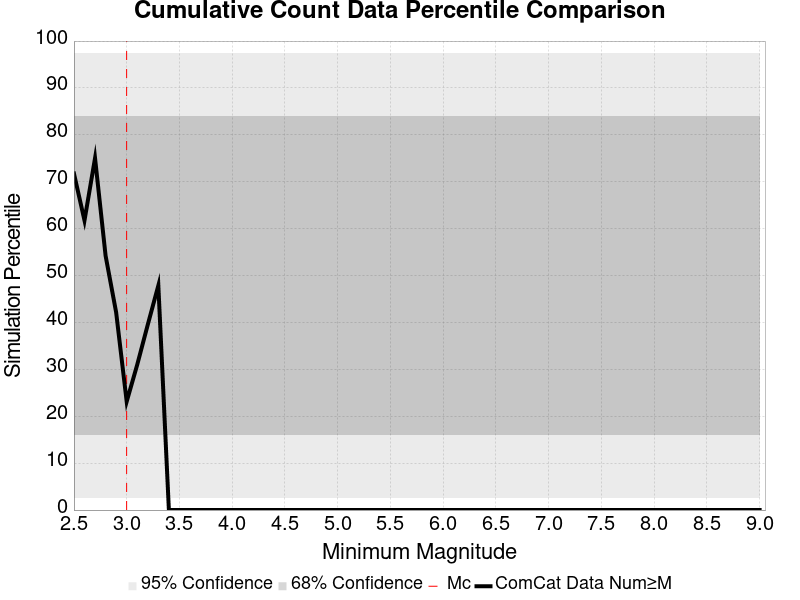 Cumulative Count Data Percentile Comparison
100
90
80
70
60
50
40
30
20
10
0
Simulation Percentile
2.5 3.0 3.5 4.0 4.5 5.0 5.5 6.0 6.5 7.0 7.5 8.0 8.5 9.0
Minimum Magnitude
95% Confidence 68% Confidence Mc ComCat Data Num≥M